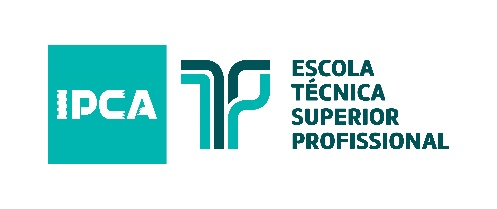 IPCA
ESCOLA
TÉCNICA
SUPERIOR
PROFISSIONAL